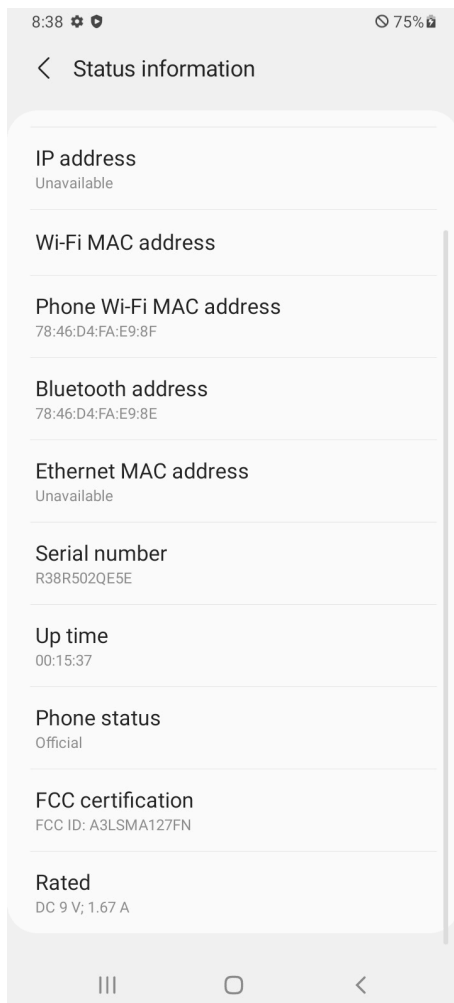 8:38 75%
Status information
IP address
Unavailable
Wi-Fi MAC address
Phone Wi-Fi MAC address
78:46:D4:FA:E9:8F
Bluetooth address
78:46:D4:FA:E9:8E
Ethernet MAC address
Unavailable
Serial number
R38R502QE5E
Up time
00:15:37
Phone status
Official
FCC certification
FCC ID: A3LSMA127FN
Rated
DC 9 V; 1.67 A